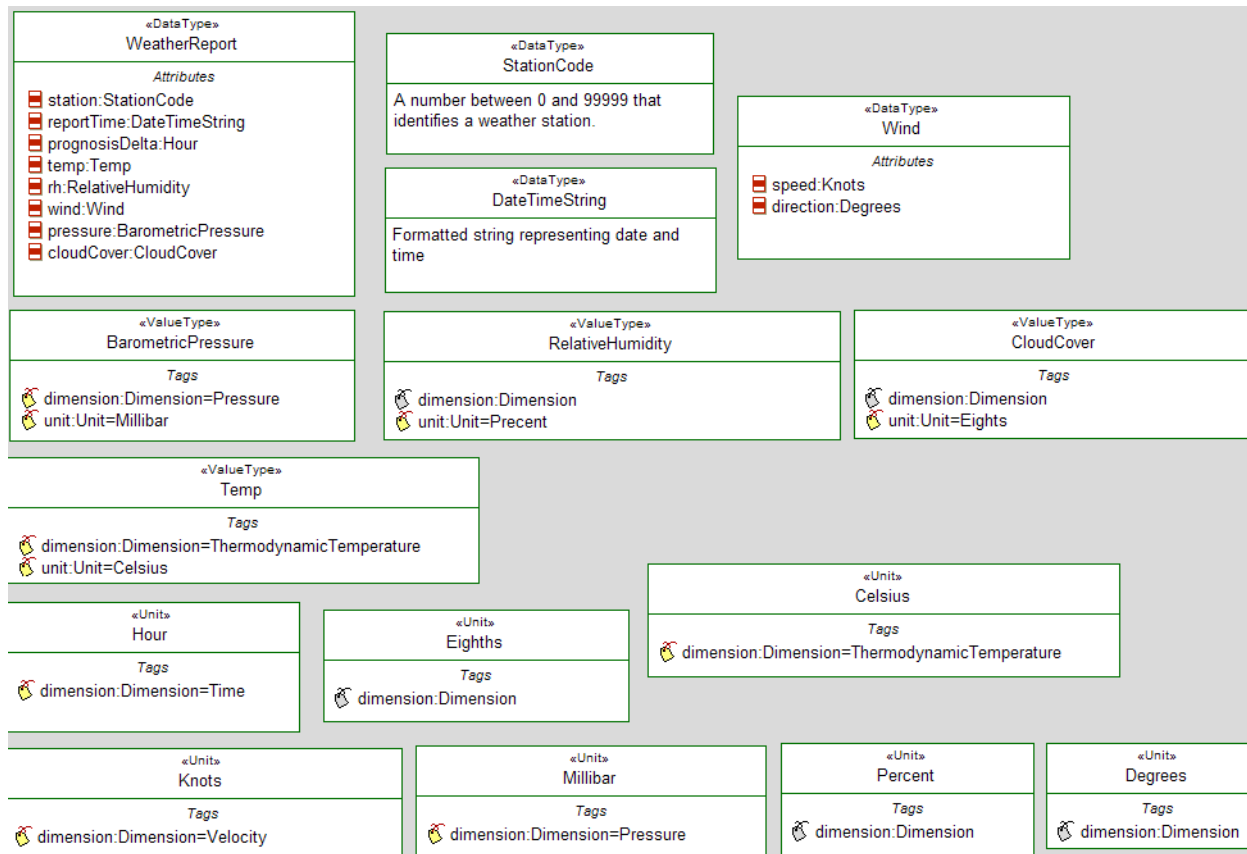 «DataType»
WeatherReport
Attributes
station:StationCode
reportTime:DateTimeString
prognosisDelta:Hour
temp:Temp
rh:RelativeHumidity
wind:Wind
pressure:BarometricPressure
cloudCover:CloudCover
«DataType»
StationCode
A number between 0 and 99999 that
identifies a weather station.
«DataType»
DateTimeString
Formatted string representing date and
time
«DataType»
Wind
Attributes
speed:Knots
direction:Degrees
«ValueType»
BarometricPressure
Tags
dimension:Dimension=Pressure
unit:Unit=Millibar
«ValueType»
RelativeHumidity
Tags
dimension:Dimension
unit:Unit=Precent
«ValueType»
CloudCover
Tags
dimension:Dimension
unit:Unit=Eights
«ValueType»
Temp
Tags
dimension:Dimension=ThermodynamicTemperature
unit:Unit=Celsius
«Unit»
Celsius
Tags
dimension:Dimension=ThermodynamicTemperature
«Unit»
Hour
Tags
dimension:Dimension=Time
«Unit»
Eighths
Tags
dimension:Dimension
«Unit»
Knots
Tags
dimension:Dimension=Velocity
«Unit»
Millibar
Tags
dimension:Dimension=Pressure
«Unit»
Percent
Tags
dimension:Dimension
«Unit»
Degrees
Tags
dimension:Dimension